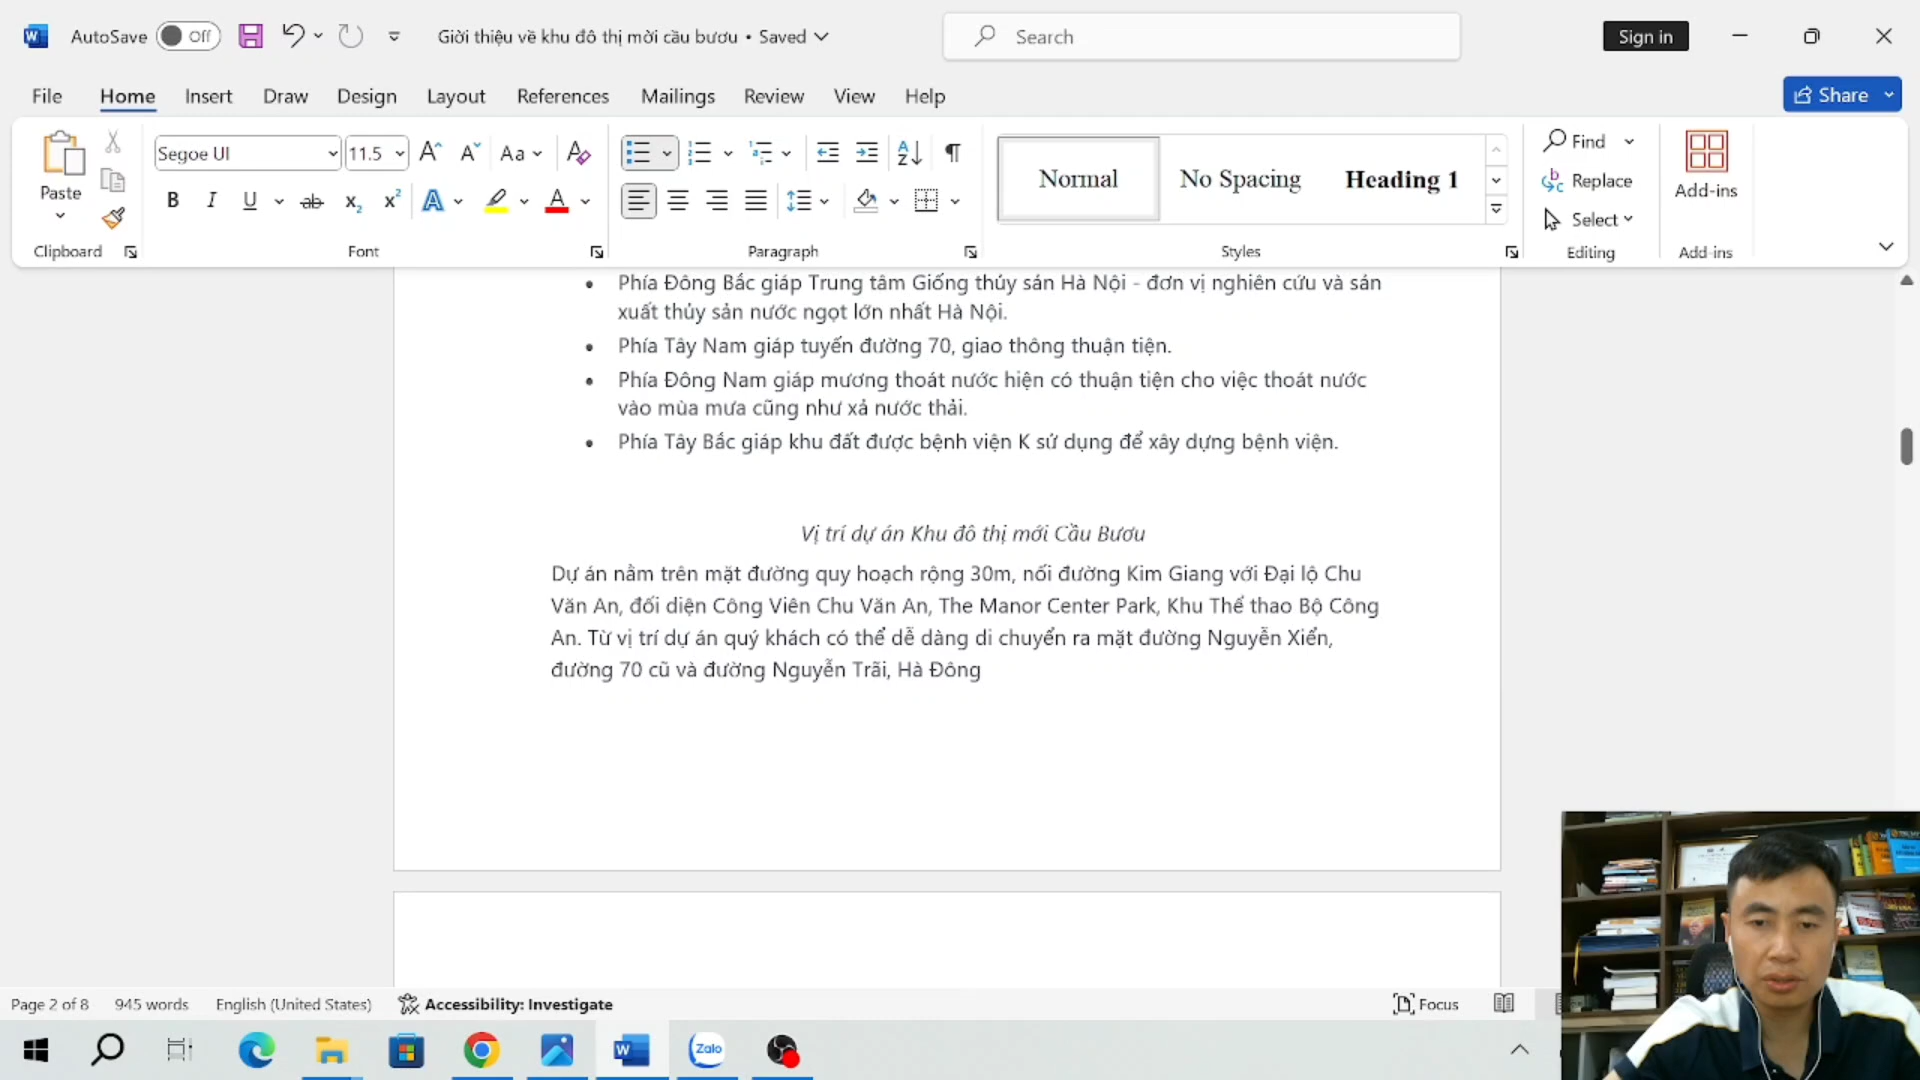 AutoSave Off Giời thiệu về khu đô thị mời cầu bươu • Saved Search Sign in
File Home Insert Draw Design Layout References Mailings Review View Help Share
Paste Segoe UI 11.5 Aa Normal No Spacing Heading 1 Find Replace Select Add-ins
Clipboard Font Paragraph Styles Editing Add-ins
• Phía Đông Bắc giáp Trung tâm Giống thủy sản Hà Nội - đơn vị nghiên cứu và sản
xuất thủy sản nước ngọt lớn nhất Hà Nội.
• Phía Tây Nam giáp tuyến đường 70, giao thông thuận tiện.
• Phía Đông Nam giáp mương thoát nước hiện có thuận tiện cho việc thoát nước
vào mùa mưa cũng như xả nước thải.
• Phía Tây Bắc giáp khu đất được bệnh viện K sử dụng để xây dựng bệnh viện.
Vị trí dự án Khu đô thị mới Cầu Bươu
Dự án nằm trên mặt đường quy hoạch rộng 30m, nối đường Kim Giang với Đại lộ Chu
Văn An, đối diện Công Viên Chu Văn An, The Manor Center Park, Khu Thể thao Bộ Công
An. Từ vị trí dự án quý khách có thể dễ dàng di chuyển ra mặt đường Nguyễn Xiển,
đường 70 cũ và đường Nguyễn Trãi, Hà Đông
Page 2 of 8 945 words English (United States) Accessibility: Investigate Focus
Zalo